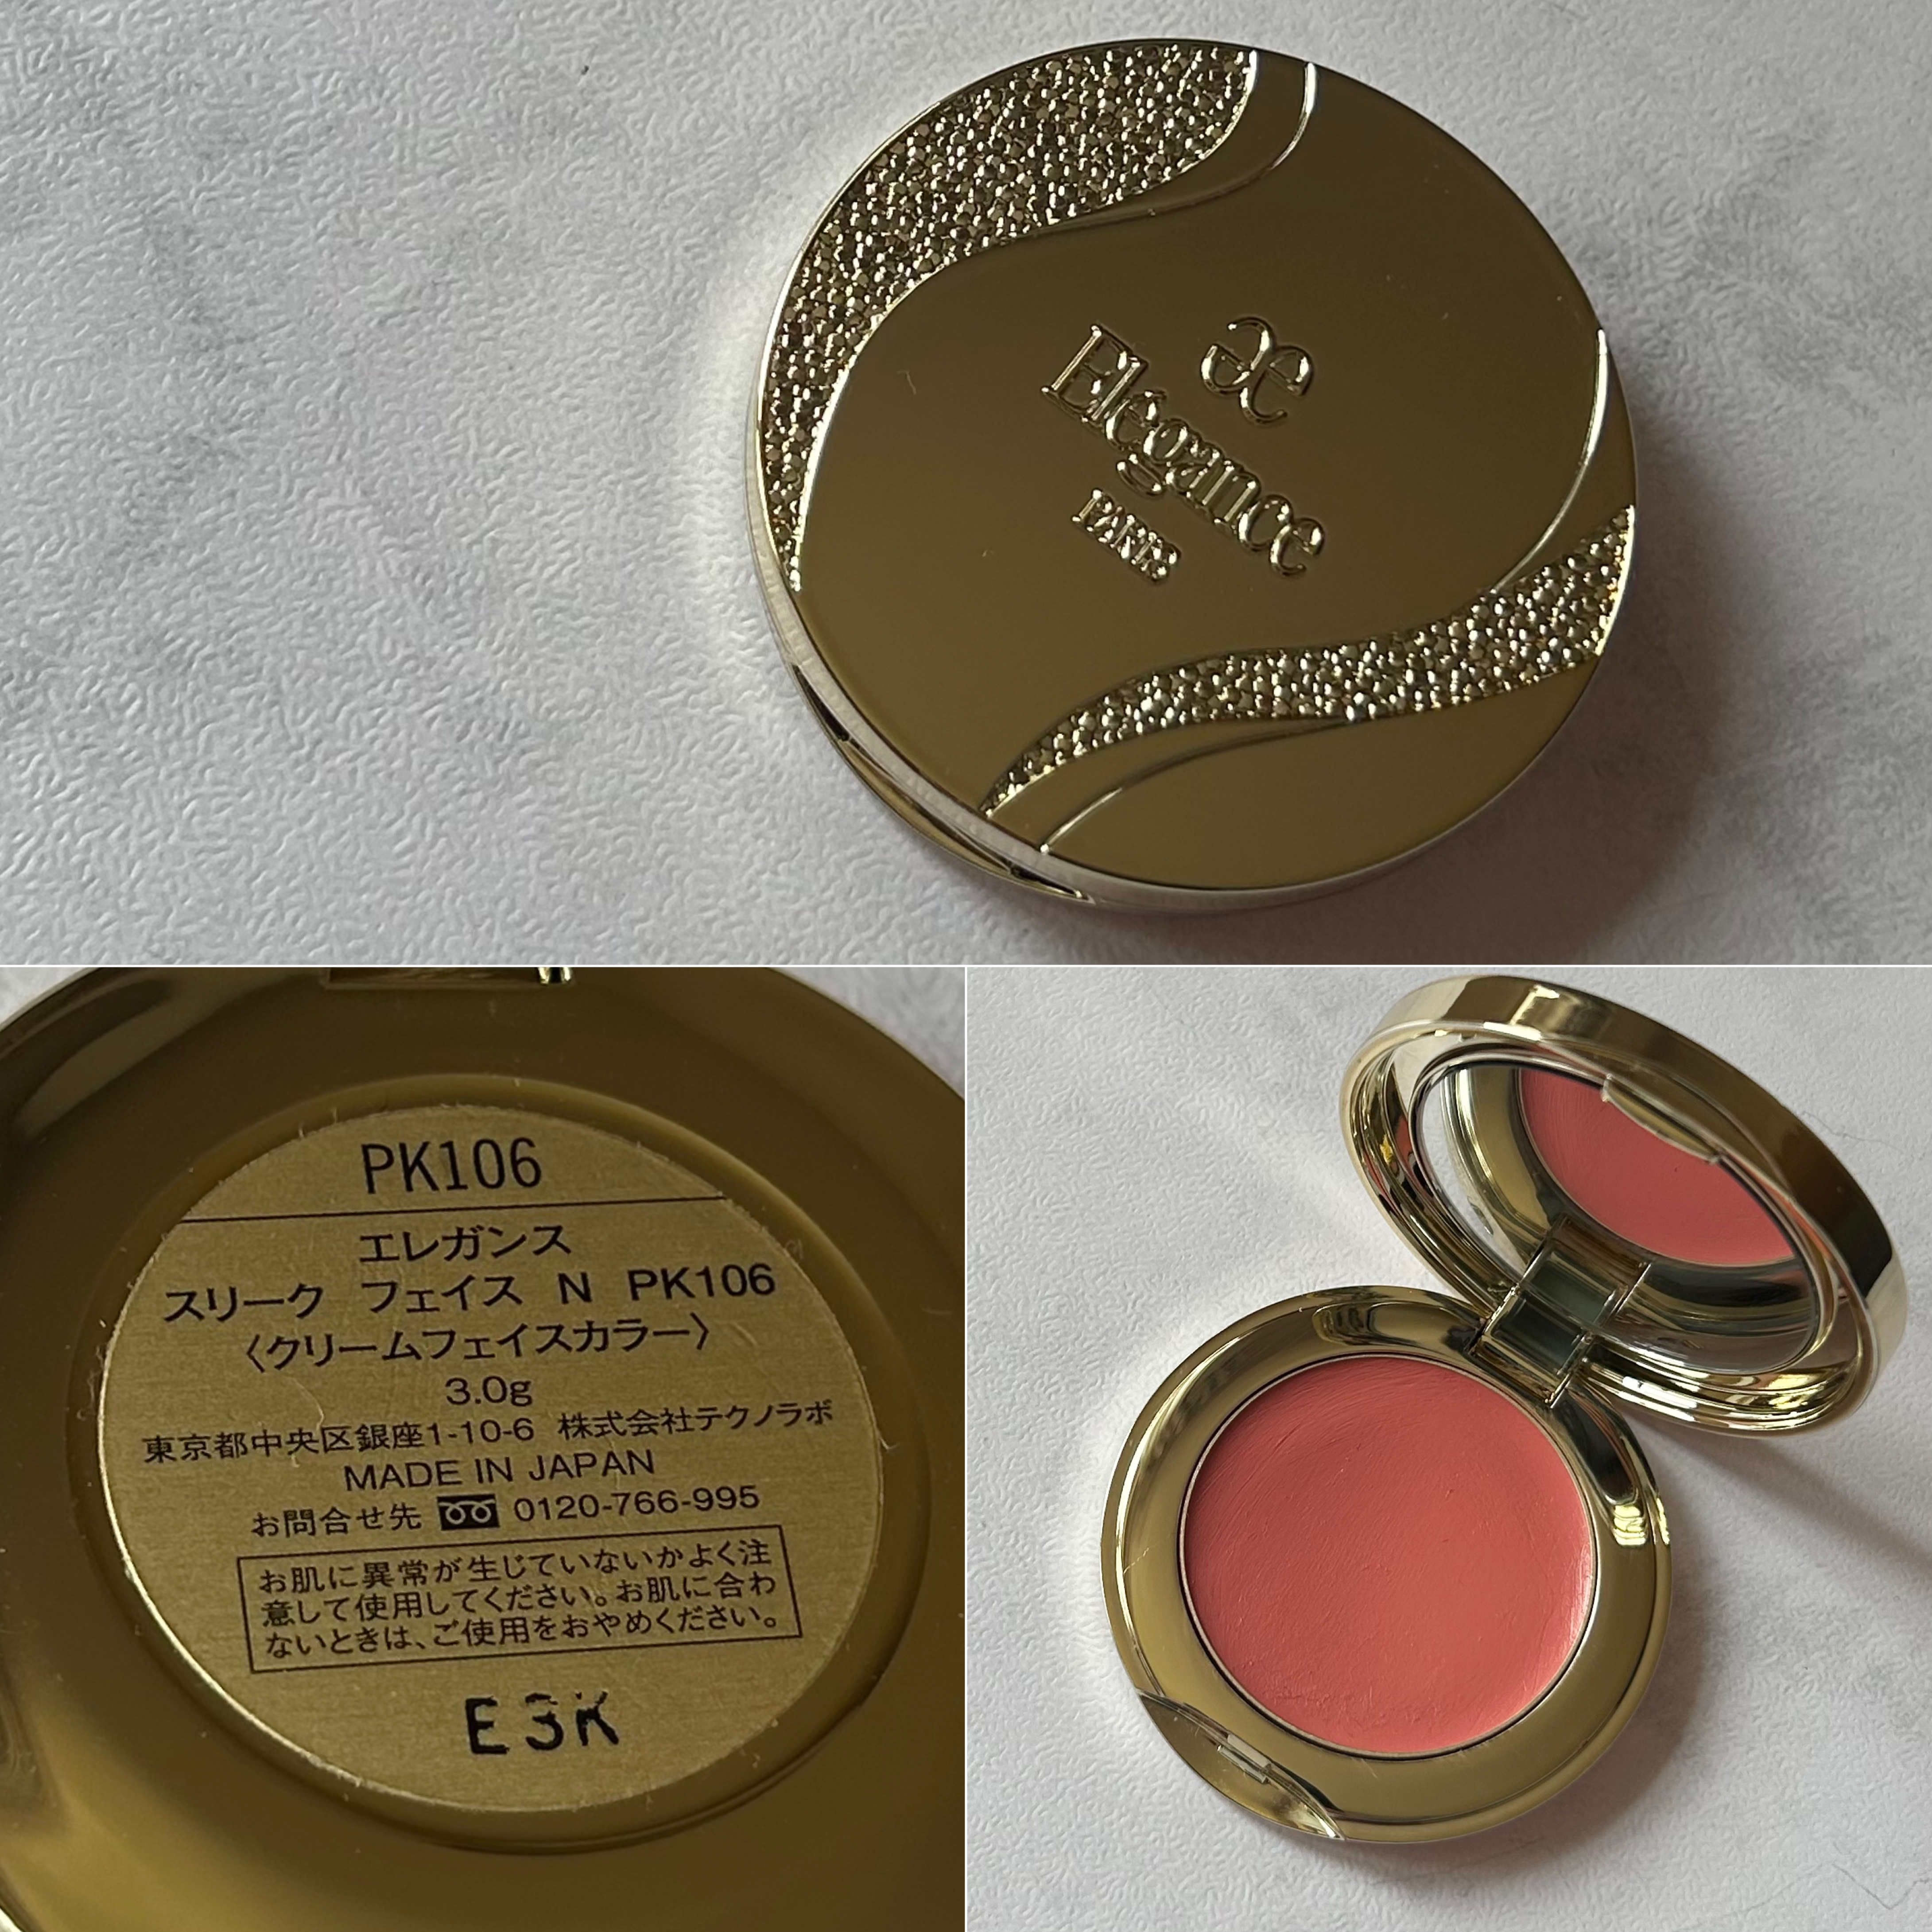 æ
Elégance
PARIS
PK106
エレガンス
スリーク フェイス N PK106
〈クリームフェイスカラー〉
3.0g
東京都中央区銀座1-10-6 株式会社テクノラボ
MADE IN JAPAN
お問合せ先 0120-766-995
お肌に異常が生じていないかよく注
意して使用してください。お肌に合わ
ないときは、ご使用をおやめください。
E3K